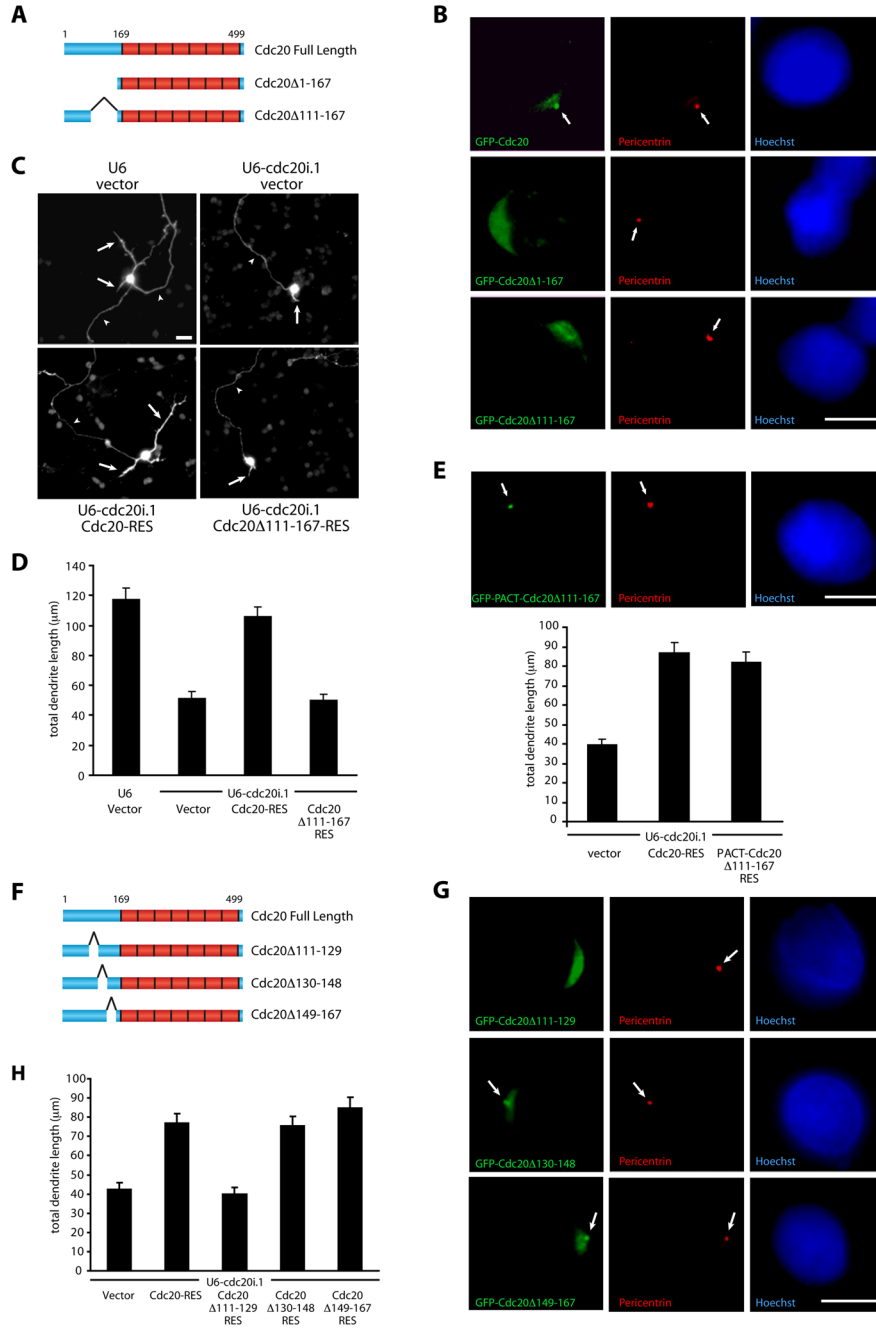 A
1 169 499
Cdc20 Full Length
Cdc20Δ1-167
Cdc20Δ111-167
B
GFP-Cdc20
Pericentrin
Hoechst
GFP-Cdc20Δ1-167
Pericentrin
Hoechst
GFP-Cdc20Δ111-167
Pericentrin
Hoechst
C
U6
vector
U6-cdc20i.1
vector
U6-cdc20i.1
Cdc20-RES
U6-cdc20i.1
Cdc20Δ111-167-RES
D
total dendrite length (μm)
140
120
100
80
60
40
20
0
U6
Vector
Vector
U6-cdc20i.1
Cdc20-RES
Cdc20
Δ111-167
RES
E
GFP-PACT-Cdc20Δ111-167
Pericentrin
Hoechst
total dendrite length (μm)
100
90
80
70
60
50
40
30
20
10
0
U6-cdc20i.1
vector
Cdc20-RES
PACT-Cdc20
Δ111-167
RES
F
1 169 499
Cdc20 Full Length
Cdc20Δ111-129
Cdc20Δ130-148
Cdc20Δ149-167
G
GFP-Cdc20Δ111-129
Pericentrin
Hoechst
GFP-Cdc20Δ130-148
Pericentrin
Hoechst
GFP-Cdc20Δ149-167
Pericentrin
Hoechst
H
total dendrite length (μm)
100
90
80
70
60
50
40
30
20
10
0
U6-cdc20i.1
Vector
Cdc20-RES
Cdc20
Δ111-129
RES
Cdc20
Δ130-148
RES
Cdc20
Δ149-167
RES